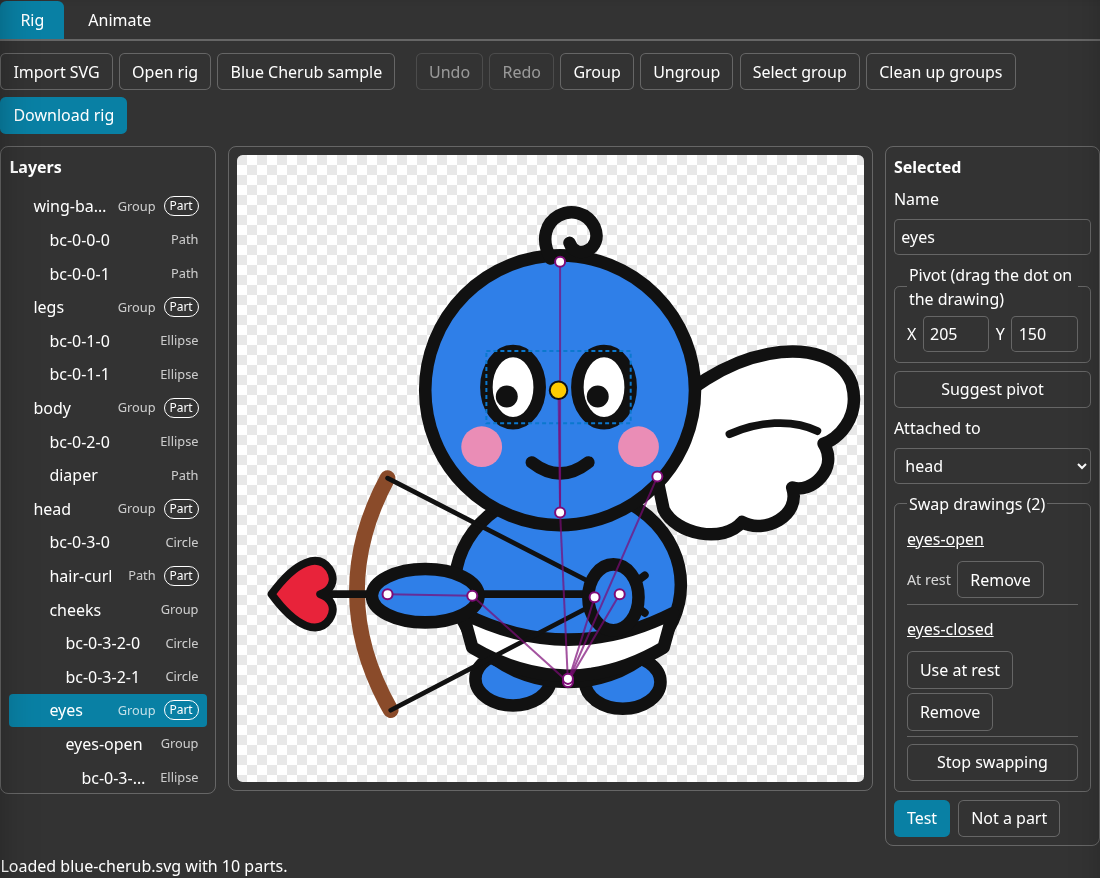 Rig Animate
Import SVG Open rig Blue Cherub sample Undo Redo Group Ungroup Select group Clean up groups
Download rig
Layers
wing-ba... Group Part
bc-0-0-0 Path
bc-0-0-1 Path
legs Group Part
bc-0-1-0 Ellipse
bc-0-1-1 Ellipse
body Group Part
bc-0-2-0 Ellipse
diaper Path
head Group Part
bc-0-3-0 Circle
hair-curl Path Part
cheeks Group
bc-0-3-2-0 Circle
bc-0-3-2-1 Circle
eyes Group Part
eyes-open Group
bc-0-3-... Ellipse
Selected
Name
eyes
Pivot (drag the dot on
the drawing)
X 205 Y 150
Suggest pivot
Attached to
head
Swap drawings (2)
eyes-open
At rest Remove
eyes-closed
Use at rest
Remove
Stop swapping
Test Not a part
Loaded blue-cherub.svg with 10 parts.